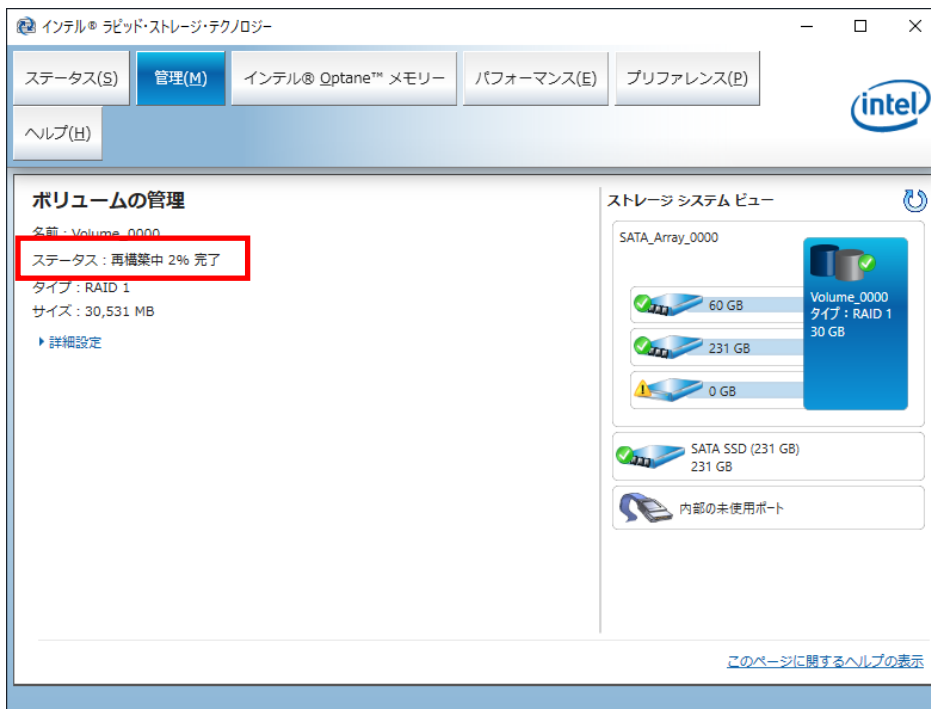 インテル® ラピッド・ストレージ・テクノロジー
ステータス(S)
管理(M)
インテル® Optane™ メモリー
パフォーマンス(E)
プリファレンス(P)
ヘルプ(H)
intel
ボリュームの管理
名前 : Volume_0000
ステータス : 再構築中 2% 完了
タイプ : RAID 1
サイズ : 30,531 MB
詳細設定
ストレージ システム ビュー
SATA_Array_0000
60 GB
231 GB
0 GB
Volume_0000
タイプ : RAID 1
30 GB
SATA SSD (231 GB)
231 GB
内部の未使用ポート
このページに関するヘルプの表示